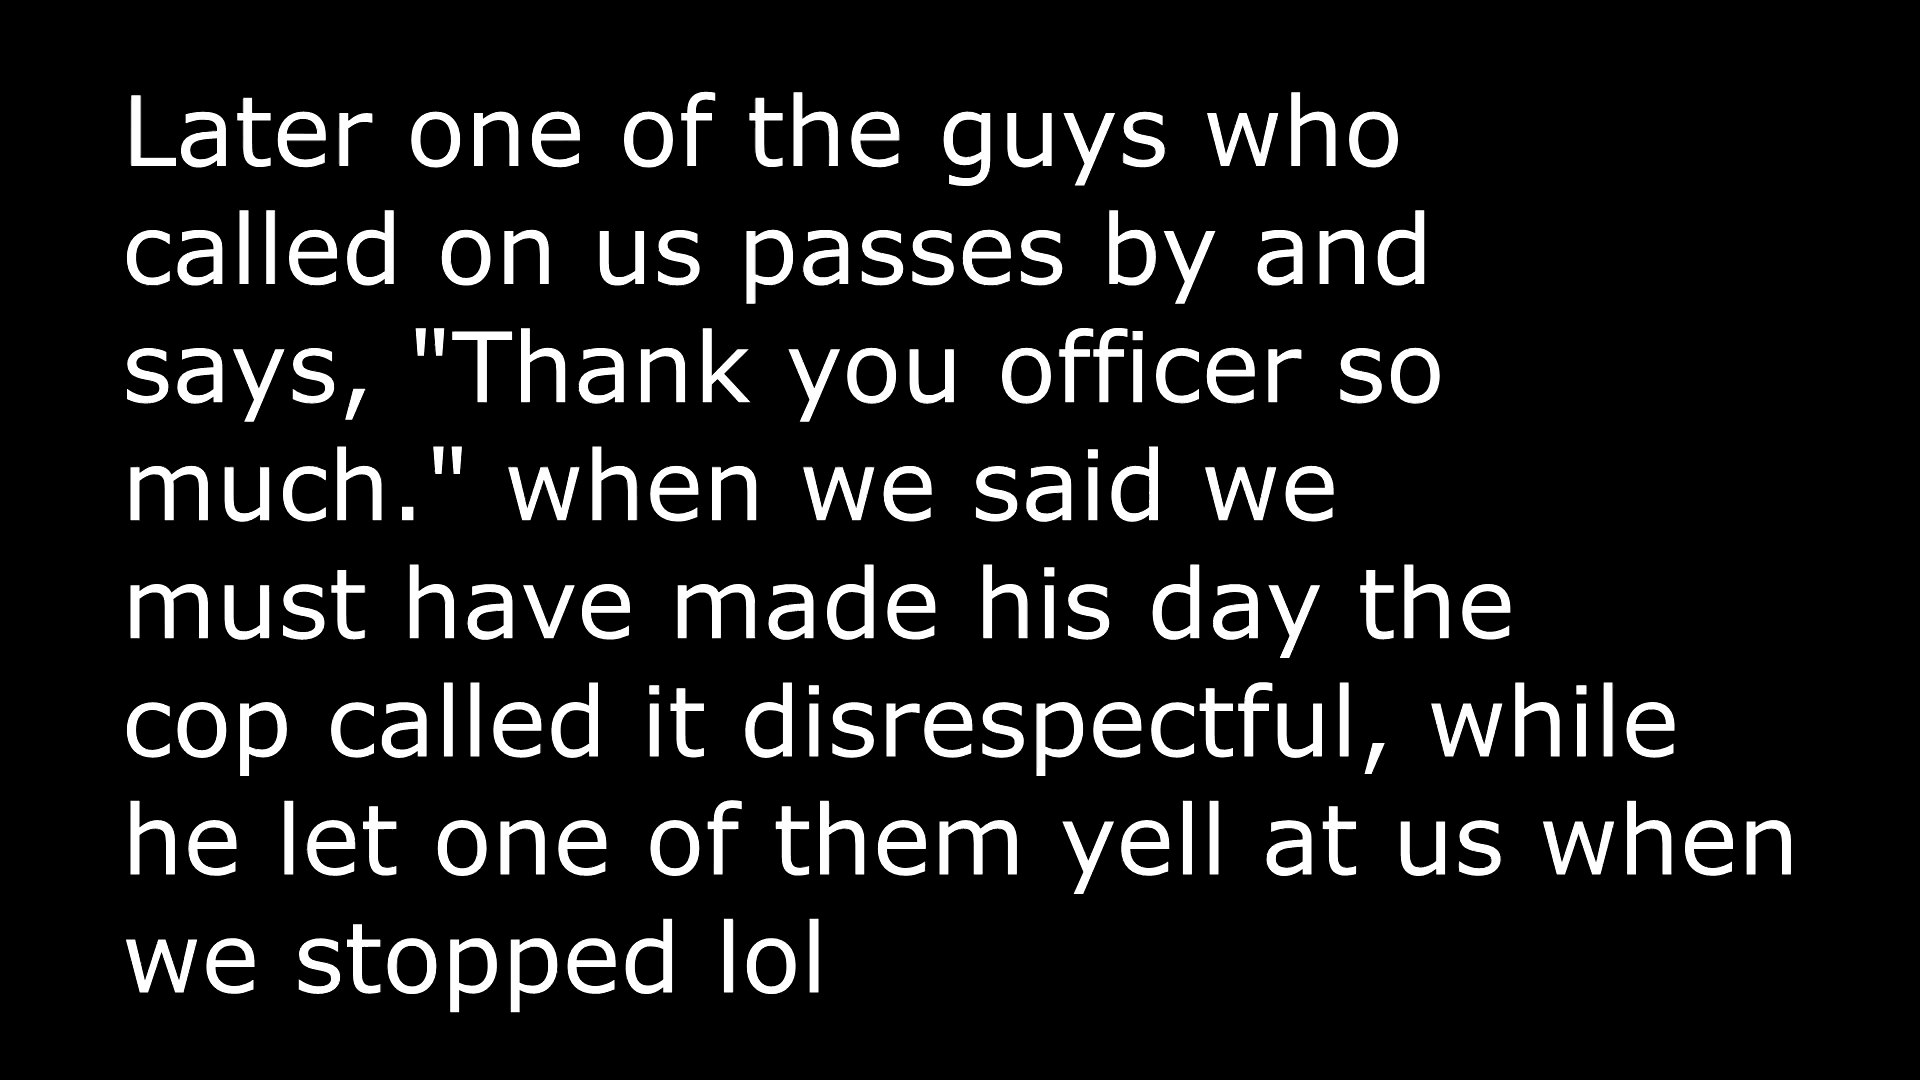 Later one of the guys who
called on us passes by and
says, "Thank you officer so
much." when we said we
must have made his day the
cop called it disrespectful, while
he let one of them yell at us when
we stopped lol